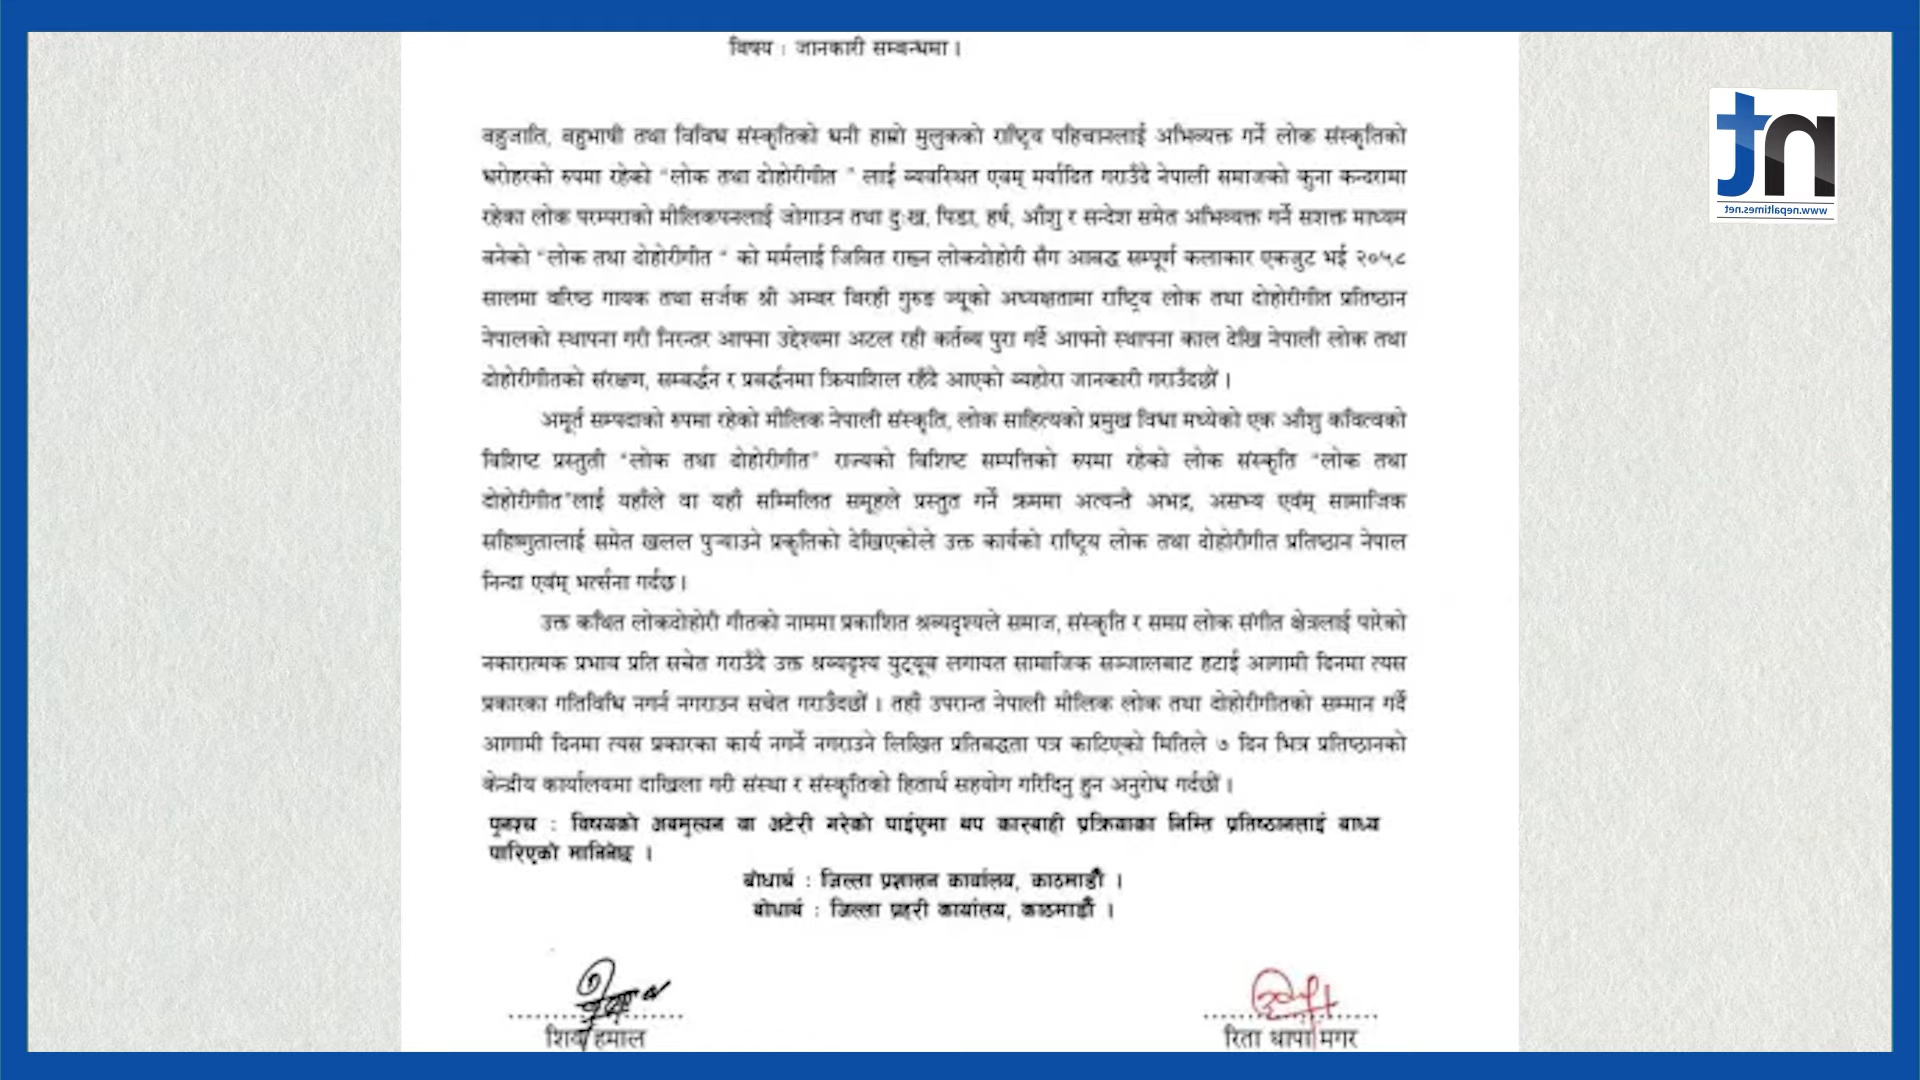 विषय : जानकारी सम्बन्धमा ।
बहुजाति, बहुभाषी तथा विविध संस्कृतिको धनी हाम्रो मुलुकको राष्ट्रिय पहिचानलाई अभिव्यक्त गर्ने लोक संस्कृतिको
धरोहरको रुपमा रहेको "लोक तथा दोहोरीगीत " लाई व्यवस्थित एवम् मर्यादित गराउँदै नेपाली समाजको कुना कन्दरामा
रहेका लोक परम्पराको मौलिकपनलाई जोगाउन तथा दुःख, पिडा, हर्ष, आँशु र सन्देश समेत अभिव्यक्त गर्ने सशक्त माध्यम
बनेको "लोक तथा दोहोरीगीत " को मर्मलाई जिवित राख्न लोकदोहोरी सँग आबद्ध सम्पूर्ण कलाकार एकजुट भई २०५८
सालमा वरिष्ठ गायक तथा सर्जक श्री अम्बर बिरही गुरुङ ज्यूको अध्यक्षतामा राष्ट्रिय लोक तथा दोहोरीगीत प्रतिष्ठान
नेपालको स्थापना गरी निरन्तर आफ्ना उद्देश्यमा अटल रही कर्तव्य पुरा गर्दै आफ्नो स्थापना काल देखि नेपाली लोक तथा
दोहोरीगीतको संरक्षण, सम्बर्द्धन र प्रबर्द्धनमा क्रियाशिल रहँदै आएको व्यहोरा जानकारी गराउँदछौं ।
अमूर्त सम्पदाको रुपमा रहेको मौलिक नेपाली संस्कृति, लोक साहित्यको प्रमुख विधा मध्येको एक आँशु कवित्वको
विशिष्ट प्रस्तुती "लोक तथा दोहोरीगीत" राज्यको विशिष्ट सम्पत्तिको रुपमा रहेको लोक संस्कृति "लोक तथा
दोहोरीगीत"लाई यहाँले वा यहाँ सम्मिलित समूहले प्रस्तुत गर्ने क्रममा अत्यन्तै अभद्र, असभ्य एवंम् सामाजिक
सहिष्णुतालाई समेत खलल पुऱ्याउने प्रकृतिको देखिएकोले उक्त कार्यको राष्ट्रिय लोक तथा दोहोरीगीत प्रतिष्ठान नेपाल
निन्दा एवंम् भर्त्सना गर्दछ ।
उक्त कथित लोकदोहोरी गीतको नाममा प्रकाशित श्रब्यदृश्यले समाज, संस्कृति र समग्र लोक संगीत क्षेत्रलाई पारेको
नकारात्मक प्रभाव प्रति सचेत गराउँदै उक्त श्रब्यदृश्य युट्यूब लगायत सामाजिक सञ्जालबाट हटाई आगामी दिनमा त्यस
प्रकारका गतिविधि नगर्न नगराउन सचेत गराउँदछौं । तहाँ उपरान्त नेपाली मौलिक लोक तथा दोहोरीगीतको सम्मान गर्दै
आगामी दिनमा त्यस प्रकारका कार्य नगर्ने नगराउने लिखित प्रतिबद्धता पत्र काटिएको मितिले ७ दिन भित्र प्रतिष्ठानको
केन्द्रीय कार्यालयमा दाखिला गरी संस्था र संस्कृतिको हितार्थ सहयोग गरिदिनु हुन अनुरोध गर्दछौं ।
पुनश्च : विषयको अवमुल्यन वा अटेरी गरेको पाईएमा थप कारबाही प्रक्रियाका निम्ति प्रतिष्ठानलाई बाध्य
पारिएको मानिनेछ ।
बोधार्थ : जिल्ला प्रशासन कार्यालय, काठमाडौँ ।
बोधार्थ : जिल्ला प्रहरी कार्यालय, काठमाडौँ ।
शिव हमाल
रिता थापा मगर
nt
www.nepaltimes.net